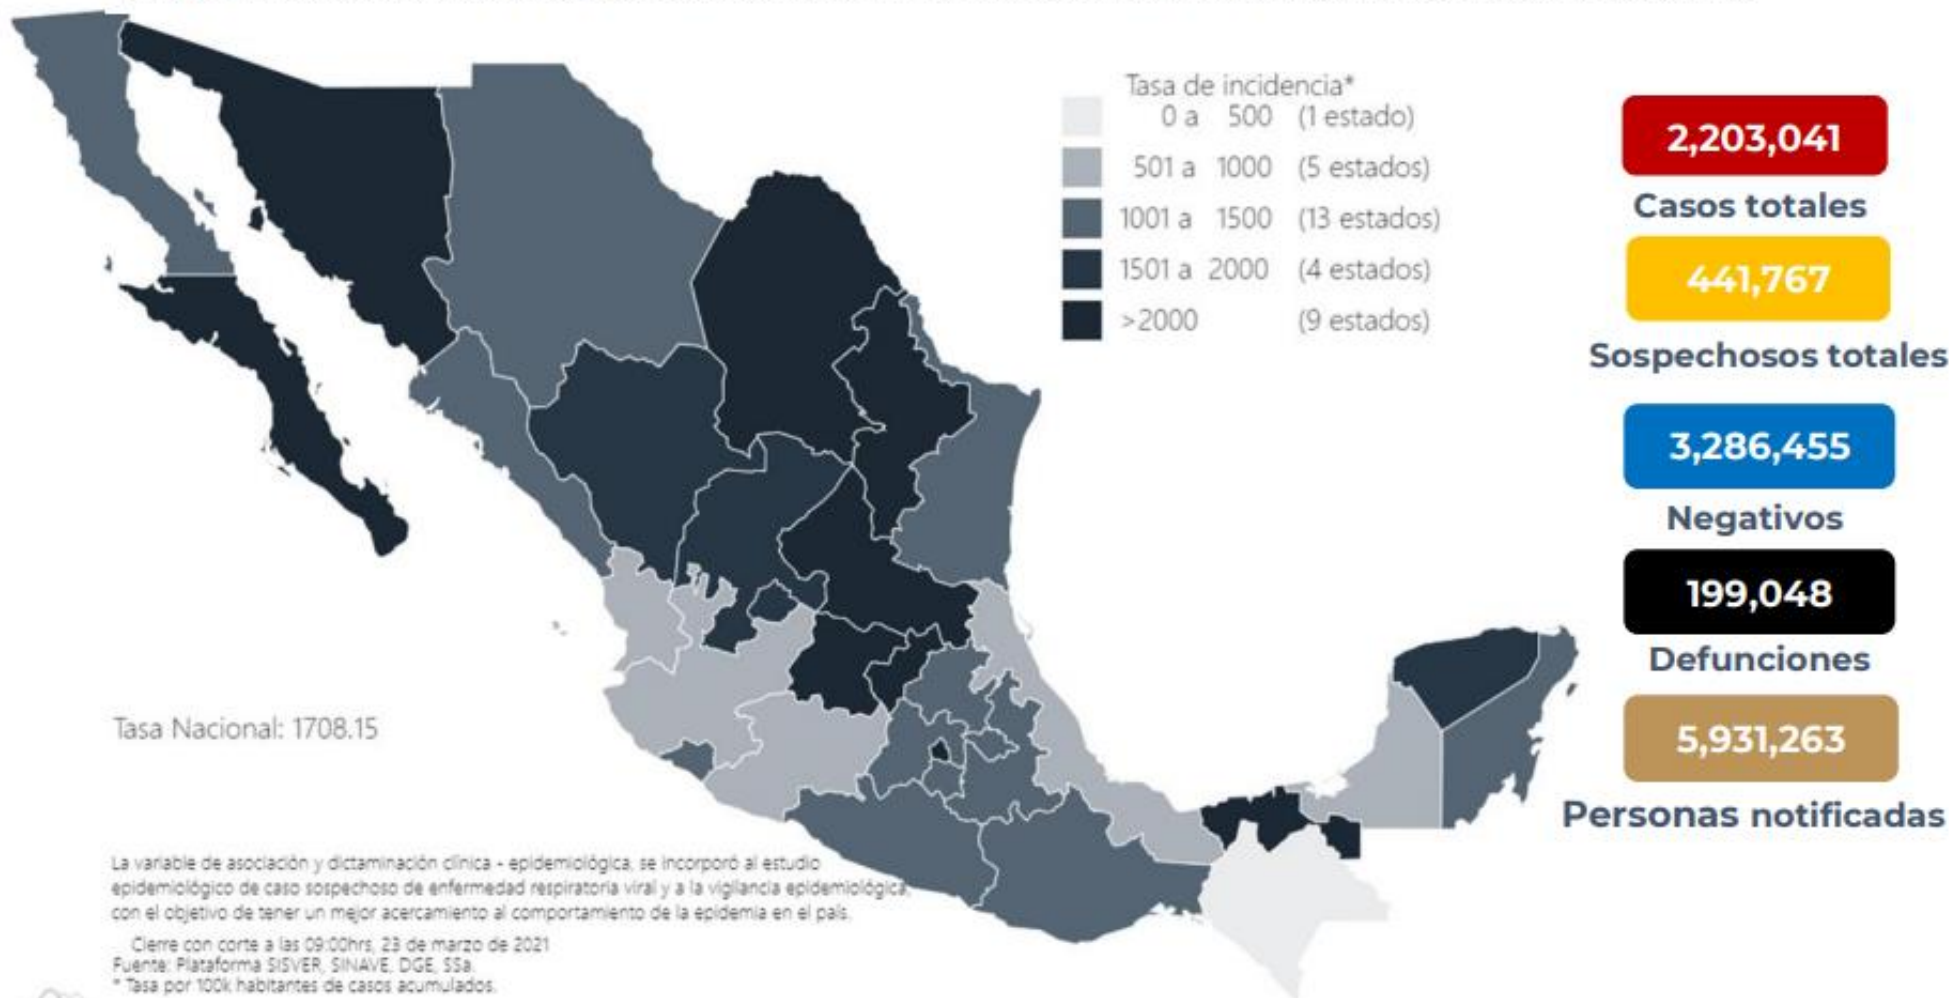 Tasa de incidencia*
0 a 500 (1 estado)
501 a 1000 (5 estados)
1001 a 1500 (13 estados)
1501 a 2000 (4 estados)
>2000 (9 estados)
2,203,041
Casos totales
441,767
Sospechosos totales
3,286,455
Negativos
199,048
Defunciones
5,931,263
Personas notificadas
Tasa Nacional: 1708.15
La variable de asociación y dictaminación clínica - epidemiológica, se incorporó al estudio
epidemiológico de caso sospechoso de enfermedad respiratoria viral y a la vigilancia epidemiológica,
con el objetivo de tener un mejor acercamiento al comportamiento de la epidemia en el país.
Cierre con corte a las 09:00hrs, 23 de marzo de 2021
Fuente: Plataforma SISVER, SINAVE, DGE, SSa.
* Tasa por 100k habitantes de casos acumulados.